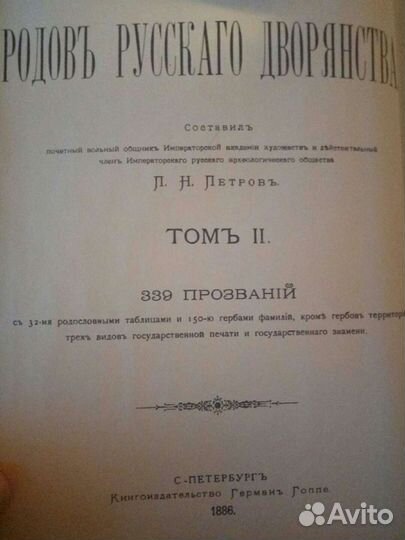 РОДОВЪ РУССКАГО ДВОРЯНСТВА
Составилъ
почетный вольный общникъ Императорской академіи художествъ и дѣйствительный
членъ Императорскаго русскаго археологическаго общества
П. Н. Петровъ.
ТОМЪ II.
339 ПРОЗВАНІЙ
съ 32-мя родословными таблицами и 150-ю гербами фамилій, кромѣ гербовъ территорі
трехъ видовъ государственной печати и государственнаго знамени.
С-ПЕТЕРБУРГЪ
Книгоиздательство Германъ Гоппе.
1886.
Avito